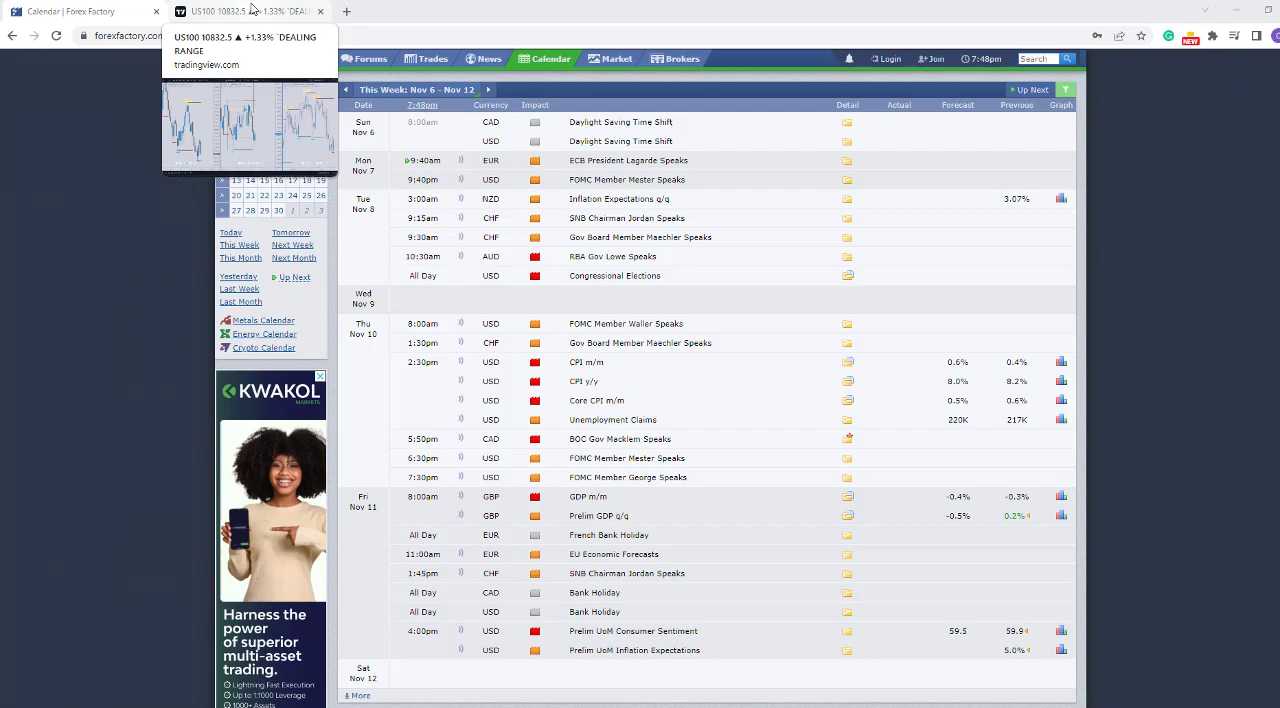 Calendar | Forex Factory
US100 10832.5 ▲ +1.33% `DEALI
forexfactory.com
NEW
US100 10832.5 ▲ +1.33% `DEALING
RANGE
tradingview.com
Forums Trades News Calendar Market Brokers Login Join 7:48pm Search
This Week: Nov 6 - Nov 12 Up Next
Date 7:48pm Currency Impact Detail Actual Forecast Previous Graph
Sun Nov 6 8:00am CAD Daylight Saving Time Shift
USD Daylight Saving Time Shift
Mon Nov 7 9:40am EUR ECB President Lagarde Speaks
9:40pm USD FOMC Member Mester Speaks
Tue Nov 8 3:00am NZD Inflation Expectations q/q 3.07%
9:15am CHF SNB Chairman Jordan Speaks
9:30am CHF Gov Board Member Maechler Speaks
10:30am AUD RBA Gov Lowe Speaks
All Day USD Congressional Elections
Wed Nov 9
Thu Nov 10 8:00am USD FOMC Member Waller Speaks
1:30pm CHF Gov Board Member Maechler Speaks
2:30pm USD CPI m/m 0.6% 0.4%
USD CPI y/y 8.0% 8.2%
USD Core CPI m/m 0.5% 0.6%
USD Unemployment Claims 220K 217K
5:50pm CAD BOC Gov Macklem Speaks
6:30pm USD FOMC Member Mester Speaks
7:30pm USD FOMC Member George Speaks
Fri Nov 11 8:00am GBP GDP m/m -0.4% -0.3%
GBP Prelim GDP q/q -0.5% 0.2%
All Day EUR French Bank Holiday
11:00am EUR EU Economic Forecasts
1:45pm CHF SNB Chairman Jordan Speaks
All Day CAD Bank Holiday
All Day USD Bank Holiday
4:00pm USD Prelim UoM Consumer Sentiment 59.5 59.9
USD Prelim UoM Inflation Expectations 5.0%
Sat Nov 12
More
» 13 14 15 16 17 18 19
» 20 21 22 23 24 25 26
» 27 28 29 30 1 2 3
Today Tomorrow
This Week Next Week
This Month Next Month
Yesterday Up Next
Last Week
Last Month
Metals Calendar
Energy Calendar
Crypto Calendar
KWAKOL
MARKETS
Harness the
power
of superior
multi-asset
trading.
Lightning Fast Execution
Up to 1:1000 Leverage
1000+ Assets